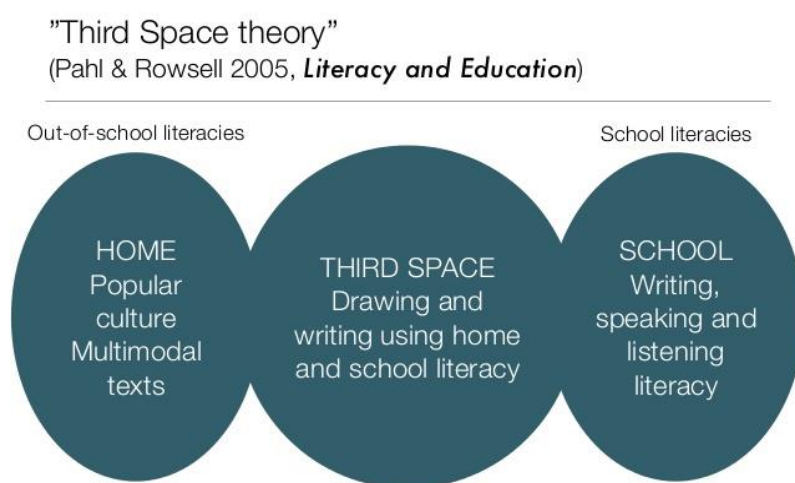 ”Third Space theory”
(Pahl & Rowsell 2005, Literacy and Education)
Out-of-school literacies
School literacies
HOME
Popular
culture
Multimodal
texts
THIRD SPACE
Drawing and
writing using home
and school literacy
SCHOOL
Writing,
speaking and
listening
literacy